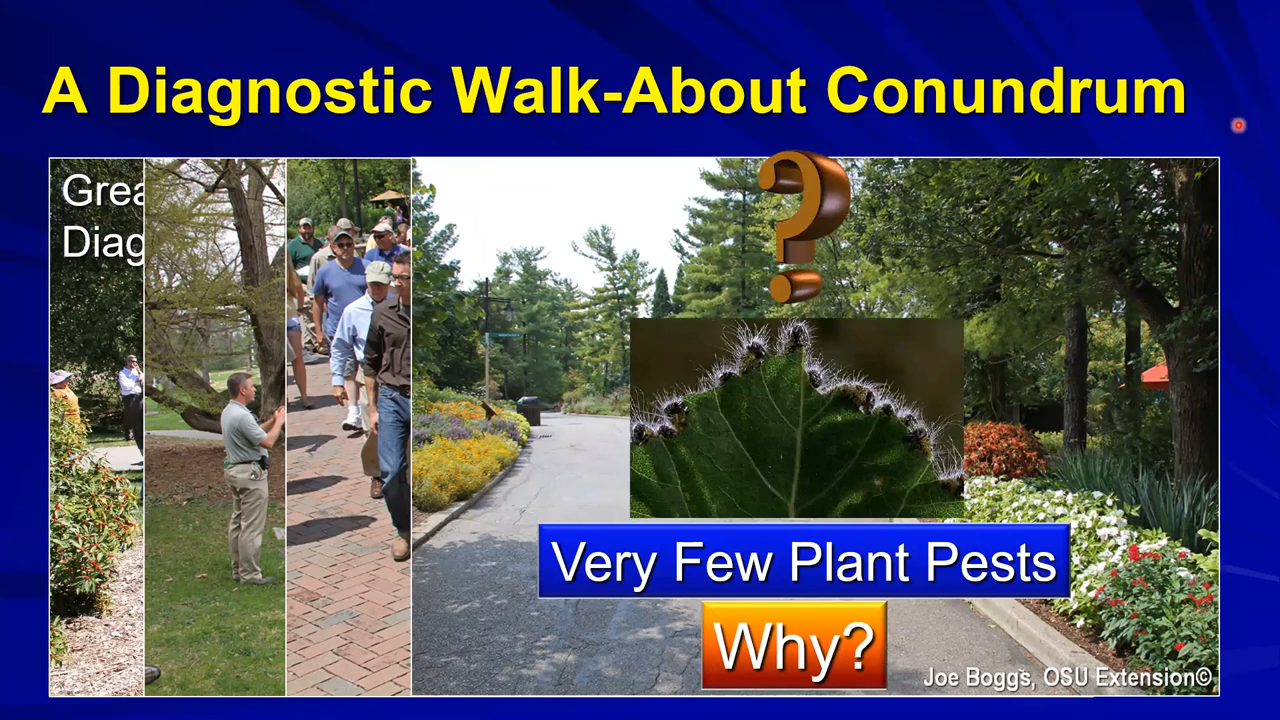 A Diagnostic Walk-About Conundrum
Grea
Diag
?
Very Few Plant Pests
Why?
Joe Boggs, OSU Extension©